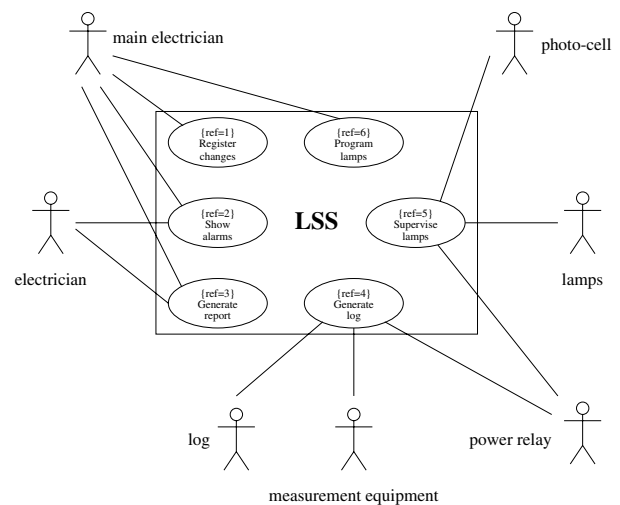 main electrician
photo-cell
{ref=1}
Register
changes
{ref=6}
Program
lamps
{ref=2}
Show
alarms
LSS
{ref=5}
Supervise
lamps
electrician
lamps
{ref=3}
Generate
report
{ref=4}
Generate
log
log
power relay
measurement equipment